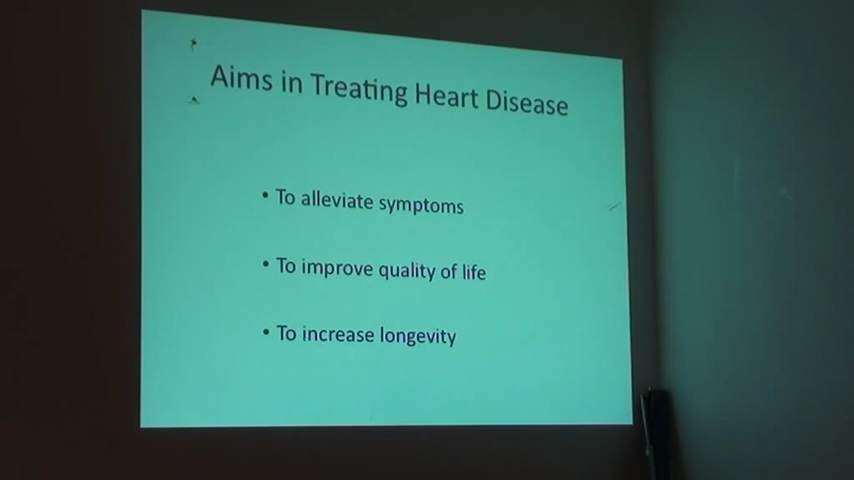 Aims in Treating Heart Disease
• To alleviate symptoms
• To improve quality of life
• To increase longevity